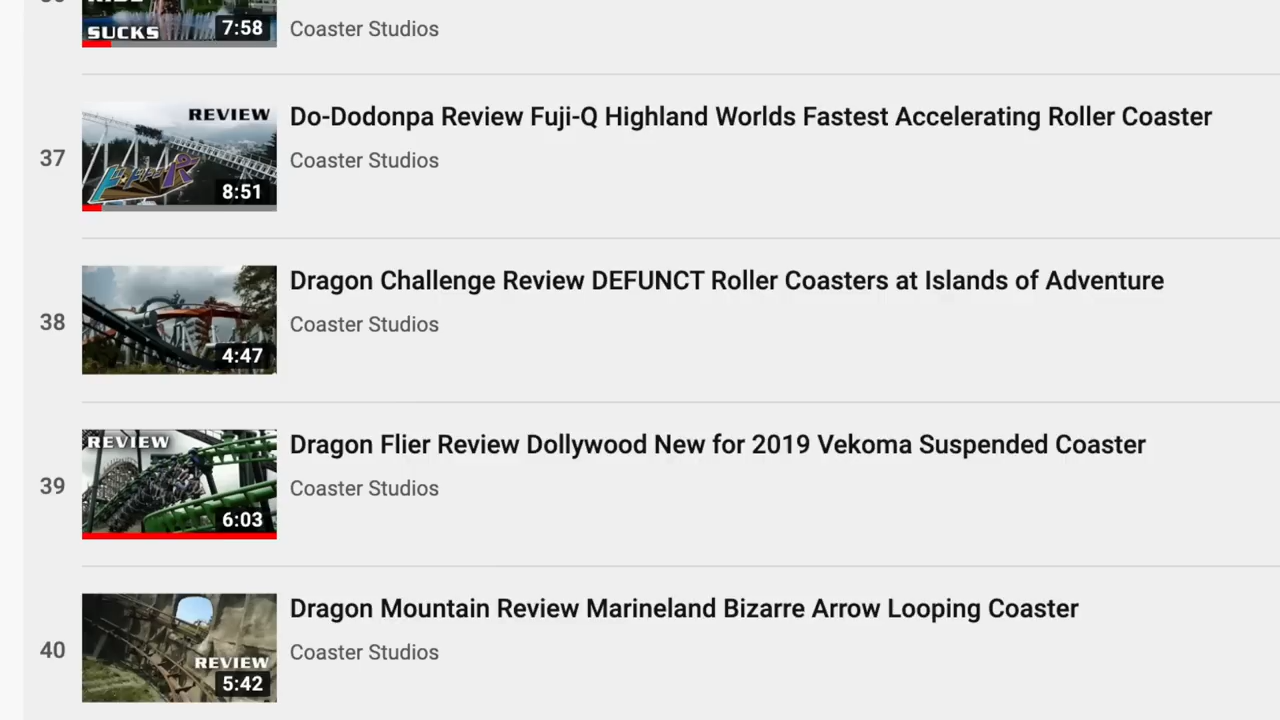 SUCKS
7:58
Coaster Studios
37
REVIEW
8:51
Do-Dodonpa Review Fuji-Q Highland Worlds Fastest Accelerating Roller Coaster
Coaster Studios
38
4:47
Dragon Challenge Review DEFUNCT Roller Coasters at Islands of Adventure
Coaster Studios
39
REVIEW
6:03
Dragon Flier Review Dollywood New for 2019 Vekoma Suspended Coaster
Coaster Studios
40
REVIEW
5:42
Dragon Mountain Review Marineland Bizarre Arrow Looping Coaster
Coaster Studios